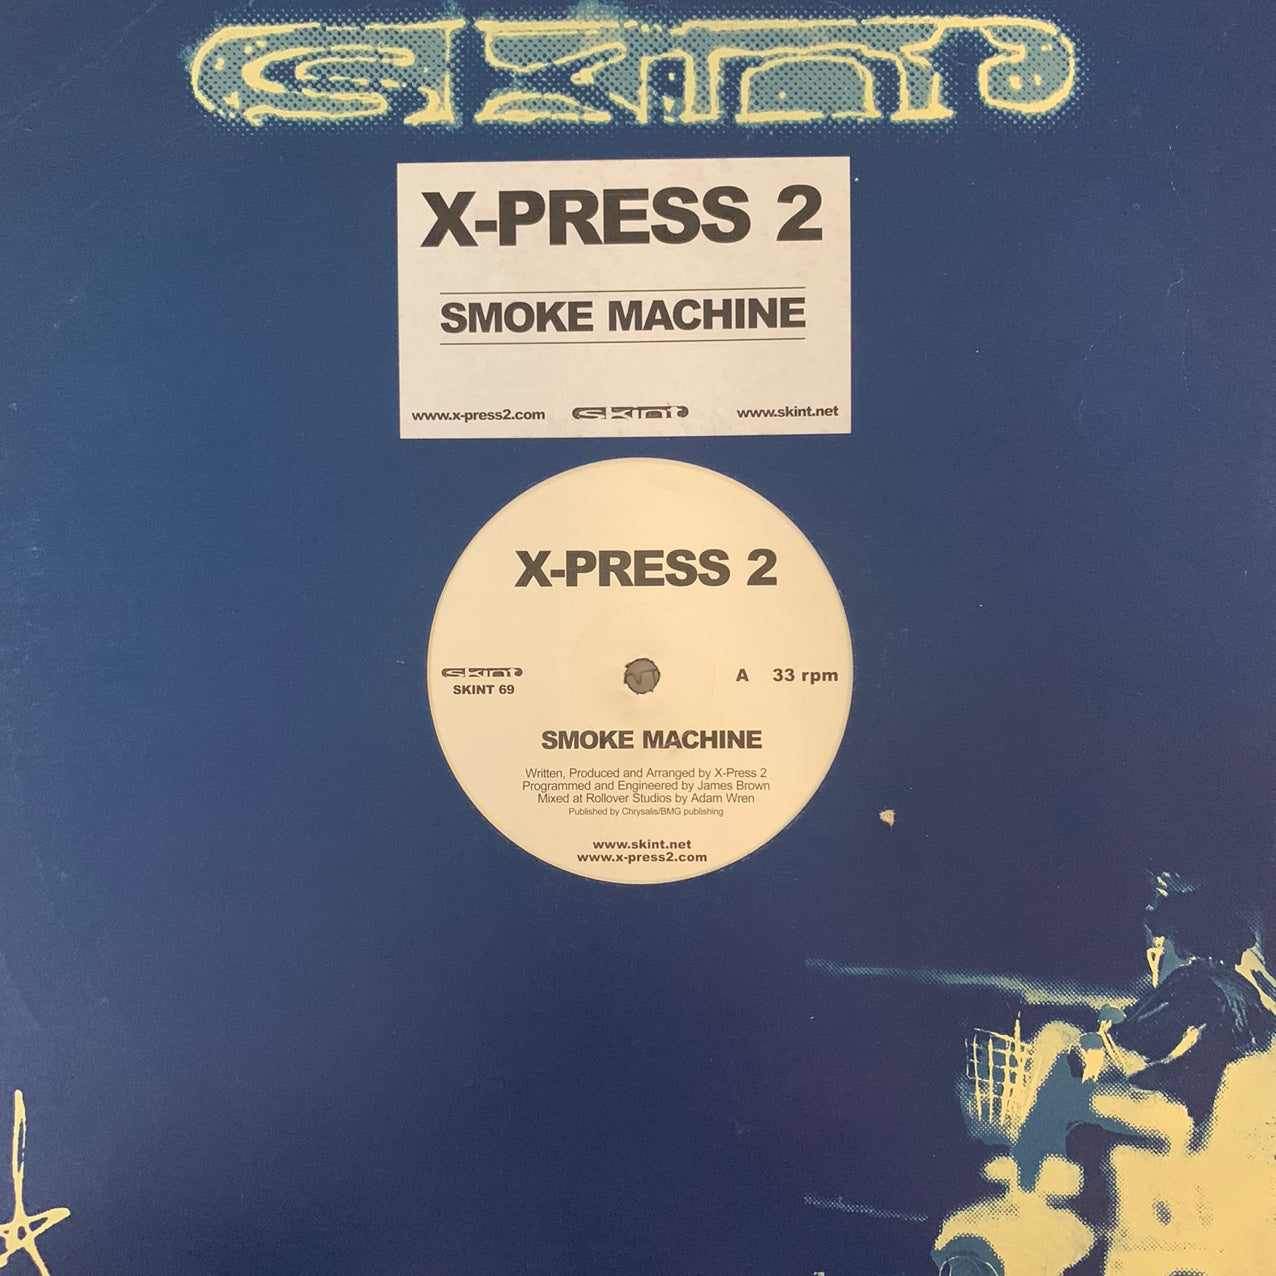 skint
X-PRESS 2
SMOKE MACHINE
www.x-press2.com skint www.skint.net
X-PRESS 2
skint
SKINT 69
A 33 rpm
SMOKE MACHINE
Written, Produced and Arranged by X-Press 2
Programmed and Engineered by James Brown
Mixed at Rollover Studios by Adam Wren
Published by Chrysalis/BMG publishing
www.skint.net
www.x-press2.com